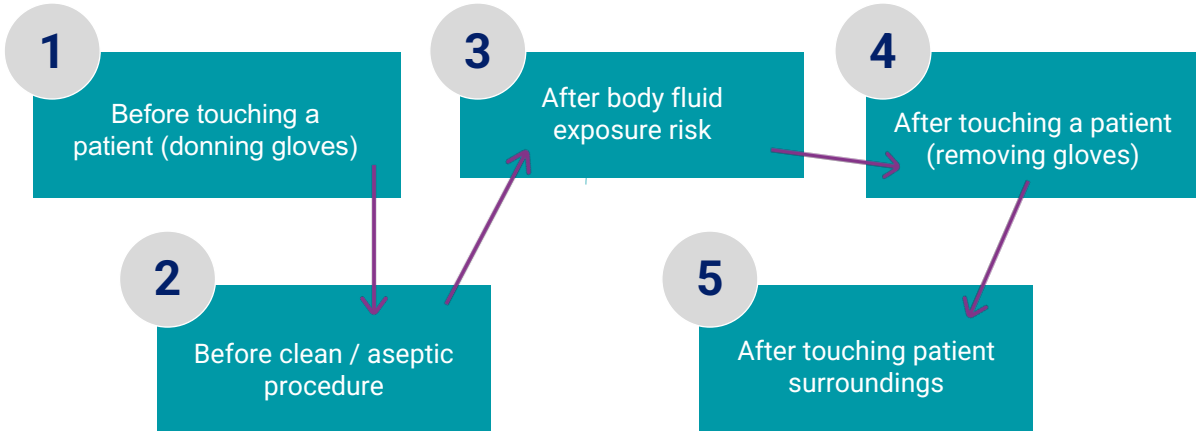 1
Before touching a
patient (donning gloves)
2
Before clean / aseptic
procedure
3
After body fluid
exposure risk
4
After touching a patient
(removing gloves)
5
After touching patient
surroundings